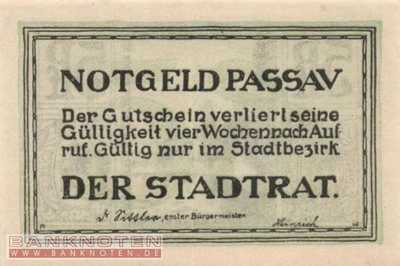 NOTGELD PASSAU
Der Gutschein verliert seine
Gültigkeit vier Wochen nach Auf-
ruf. Gültig nur im Stadtbezirk
DER STADTRAT.
erster Bürgermeister
BANKNOTEN
WWW.BANKNOTEN.DE